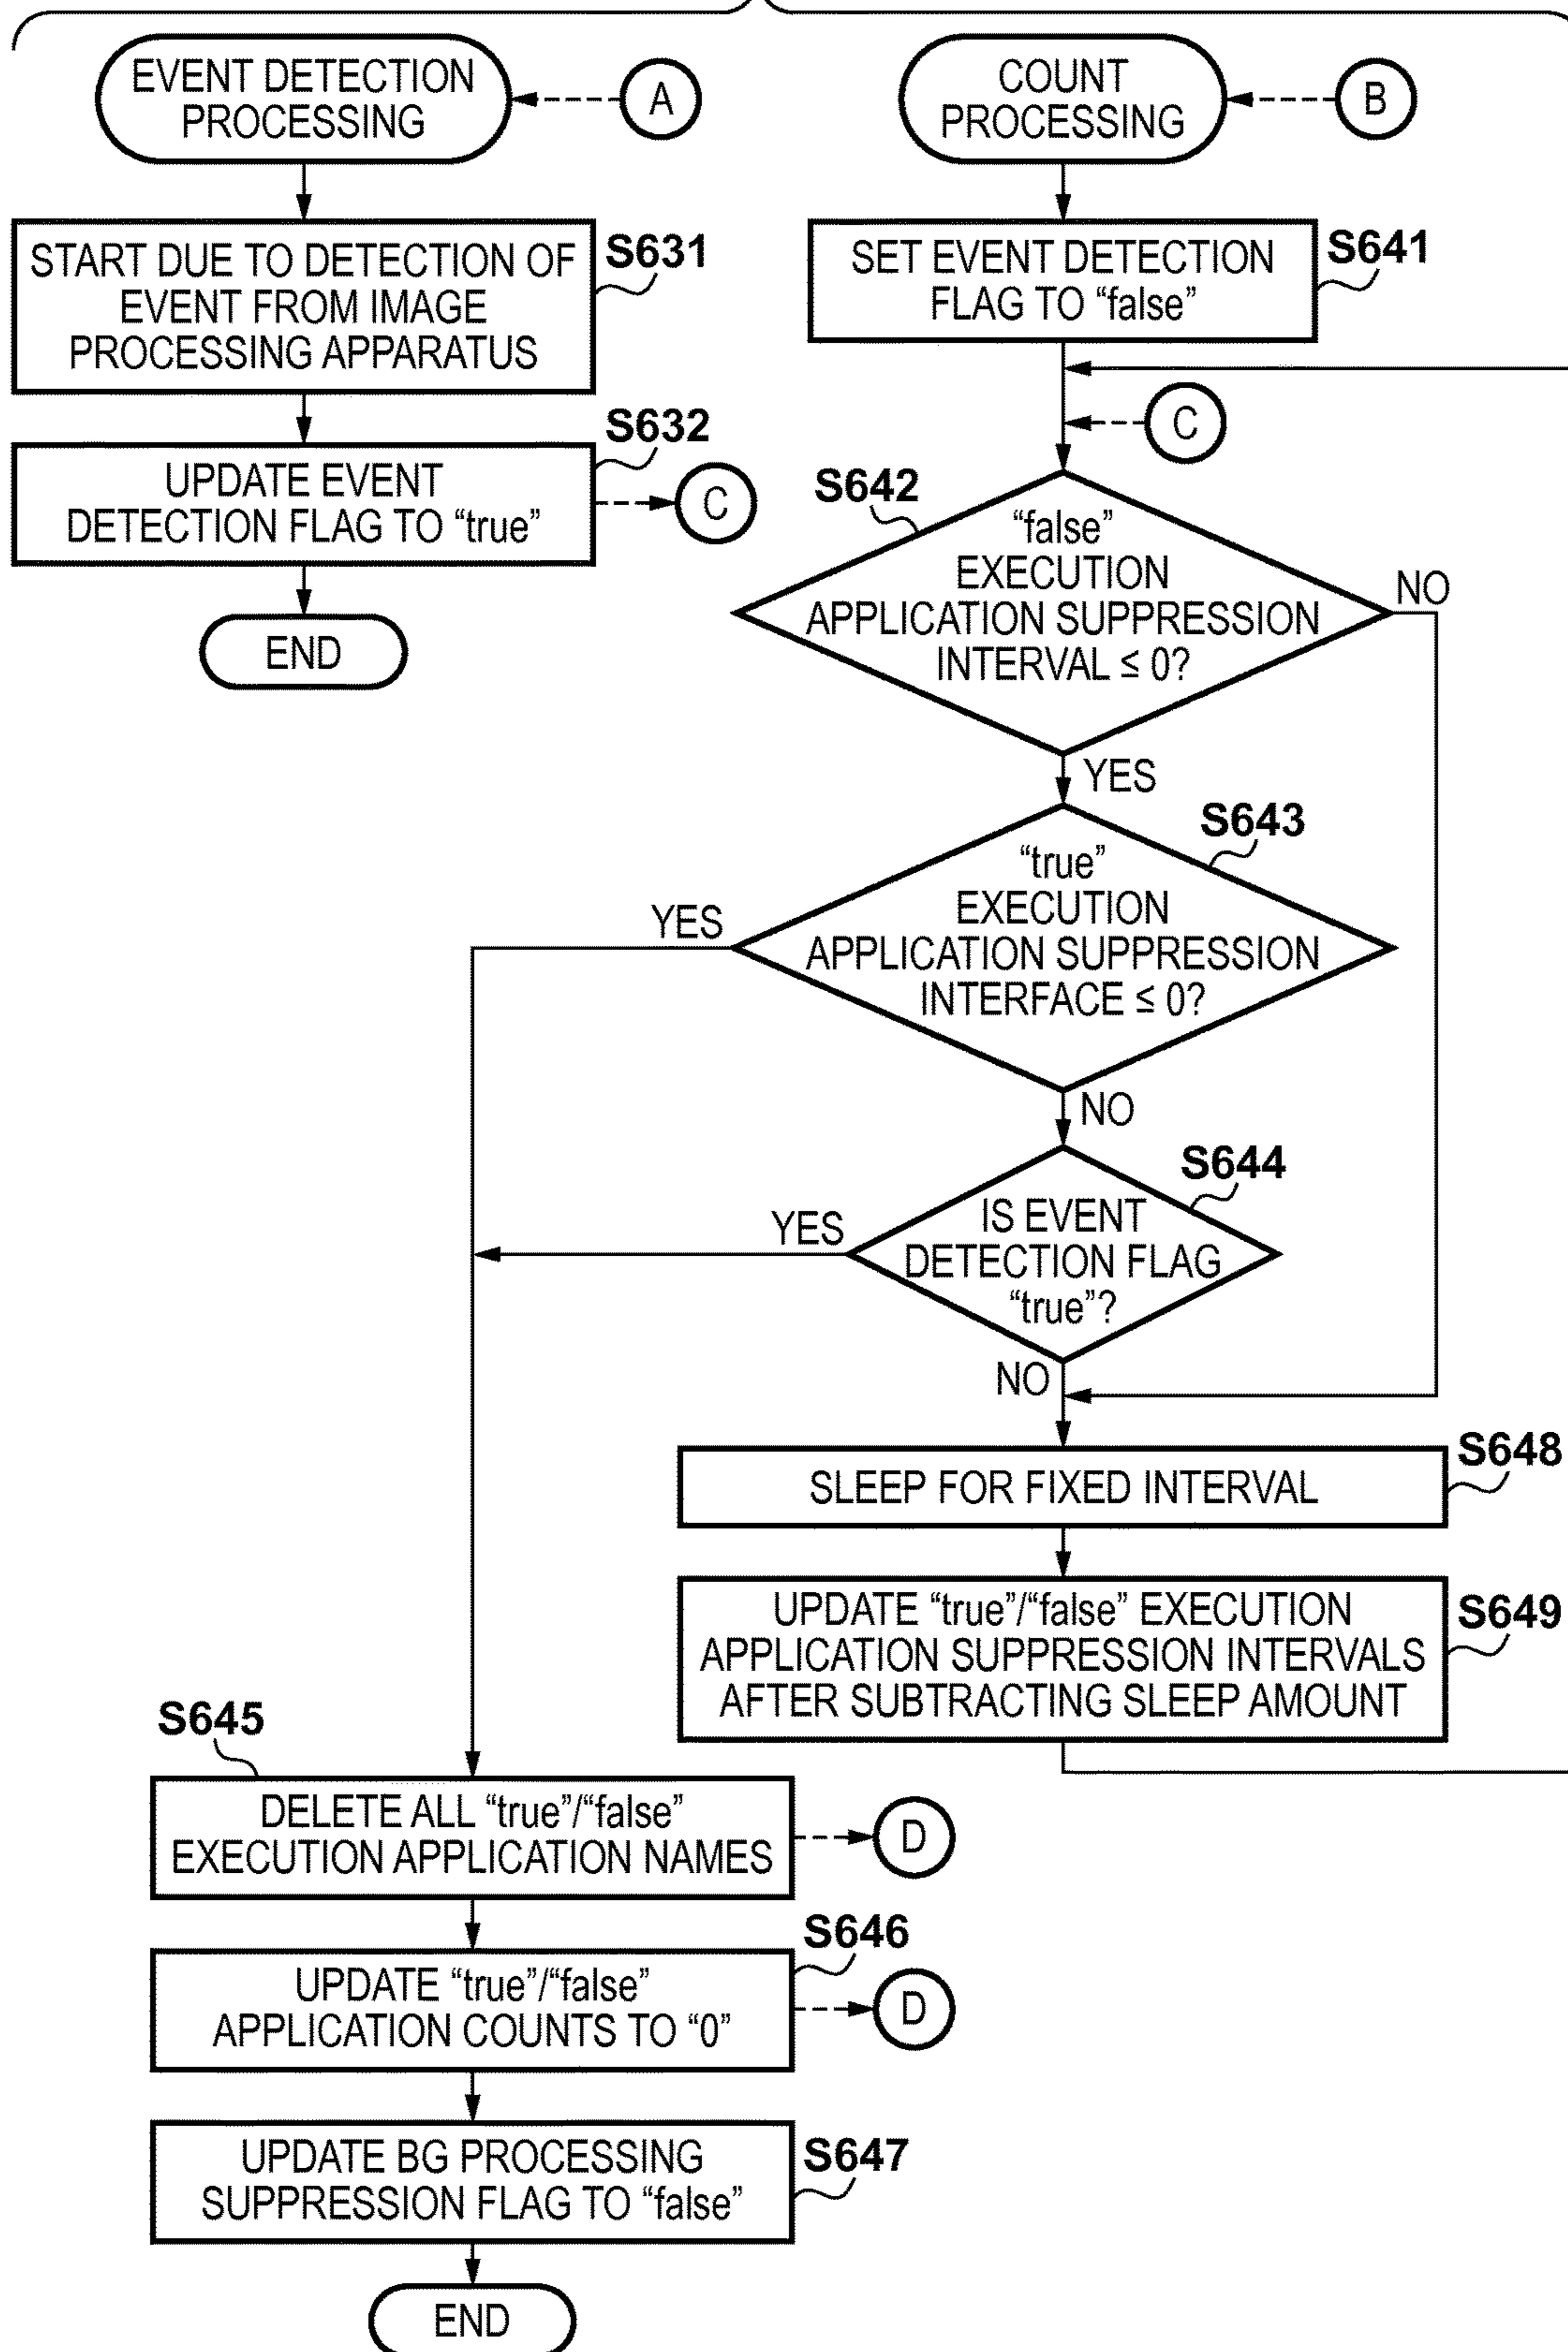 EVENT DETECTION
PROCESSING
A
START DUE TO DETECTION OF
EVENT FROM IMAGE
PROCESSING APPARATUS
S631
UPDATE EVENT
DETECTION FLAG TO “true”
S632
C
END
COUNT
PROCESSING
B
SET EVENT DETECTION
FLAG TO “false”
S641
C
S642
“false”
EXECUTION
APPLICATION SUPPRESSION
INTERVAL ≤ 0?
NO
YES
S643
“true”
EXECUTION
APPLICATION SUPPRESSION
INTERFACE ≤ 0?
YES
NO
S644
IS EVENT
DETECTION FLAG
“true”?
YES
NO
SLEEP FOR FIXED INTERVAL
S648
UPDATE “true”/“false” EXECUTION
APPLICATION SUPPRESSION INTERVALS
AFTER SUBTRACTING SLEEP AMOUNT
S649
S645
DELETE ALL “true”/“false”
EXECUTION APPLICATION NAMES
D
S646
UPDATE “true”/“false”
APPLICATION COUNTS TO “0”
D
UPDATE BG PROCESSING
SUPPRESSION FLAG TO “false”
S647
END